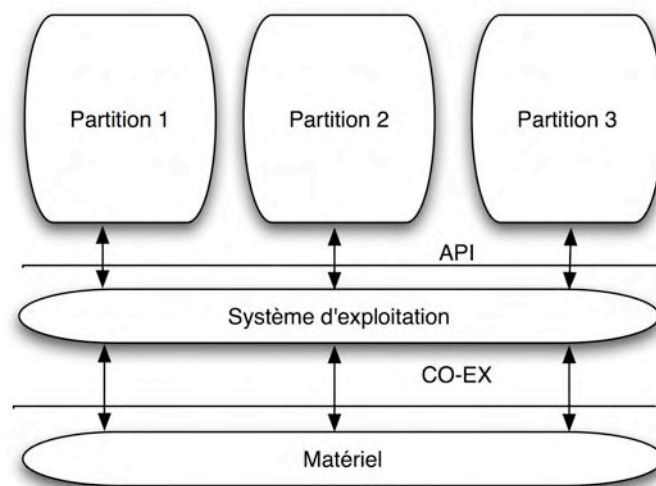 Partition 1
Partition 2
Partition 3
API
Système d'exploitation
CO-EX
Matériel